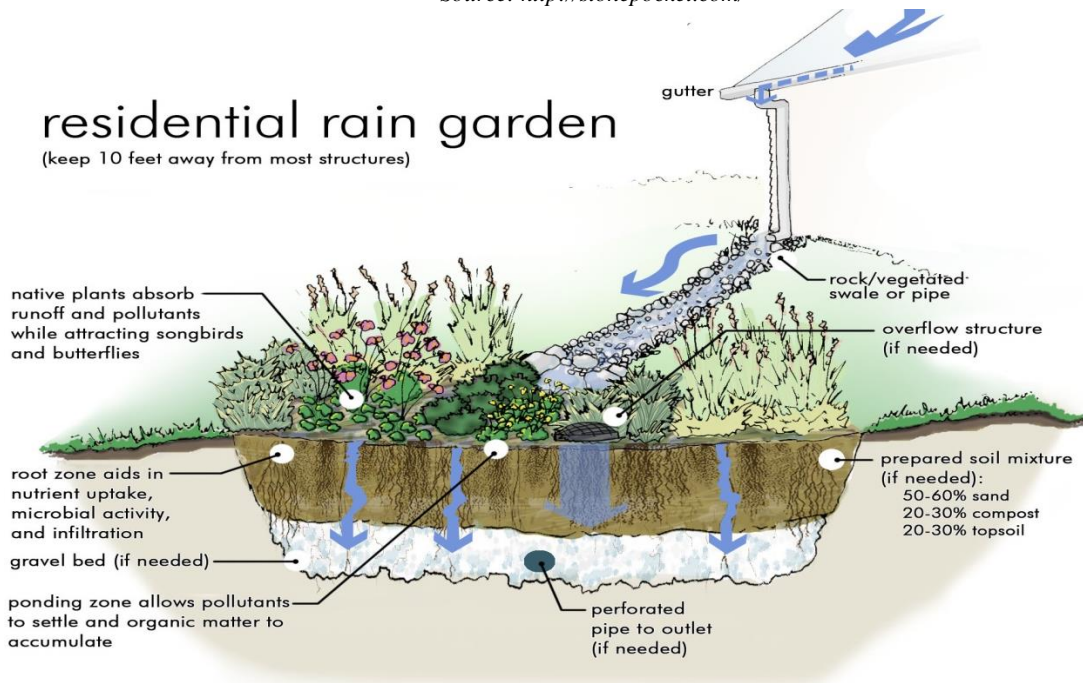 gutter
residential rain garden
(keep 10 feet away from most structures)
rock/vegetated
swale or pipe
native plants absorb
runoff and pollutants
while attracting songbirds
and butterflies
overflow structure
(if needed)
root zone aids in
nutrient uptake,
microbial activity,
and infiltration
prepared soil mixture
(if needed):
50-60% sand
20-30% compost
20-30% topsoil
gravel bed (if needed)
ponding zone allows pollutants
to settle and organic matter to
accumulate
perforated
pipe to outlet
(if needed)